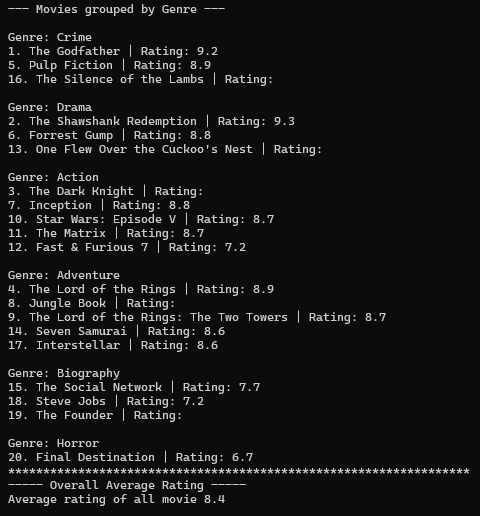 --- Movies grouped by Genre ---

Genre: Crime
1. The Godfather | Rating: 9.2
5. Pulp Fiction | Rating: 8.9
16. The Silence of the Lambs | Rating:

Genre: Drama
2. The Shawshank Redemption | Rating: 9.3
6. Forrest Gump | Rating: 8.8
13. One Flew Over the Cuckoo's Nest | Rating:

Genre: Action
3. The Dark Knight | Rating:
7. Inception | Rating: 8.8
10. Star Wars: Episode V | Rating: 8.7
11. The Matrix | Rating: 8.7
12. Fast & Furious 7 | Rating: 7.2

Genre: Adventure
4. The Lord of the Rings | Rating: 8.9
8. Jungle Book | Rating:
9. The Lord of the Rings: The Two Towers | Rating: 8.7
14. Seven Samurai | Rating: 8.6
17. Interstellar | Rating: 8.6

Genre: Biography
15. The Social Network | Rating: 7.7
18. Steve Jobs | Rating: 7.2
19. The Founder | Rating:

Genre: Horror
20. Final Destination | Rating: 6.7
******************************************************************
----- Overall Average Rating -----
Average rating of all movie 8.4